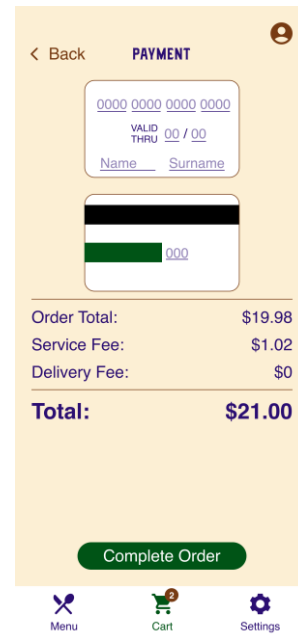 Back PAYMENT
0000 0000 0000 0000
VALID THRU 00 / 00
Name Surname
000
Order Total: $19.98
Service Fee: $1.02
Delivery Fee: $0
Total: $21.00
Complete Order
2
Menu Cart Settings